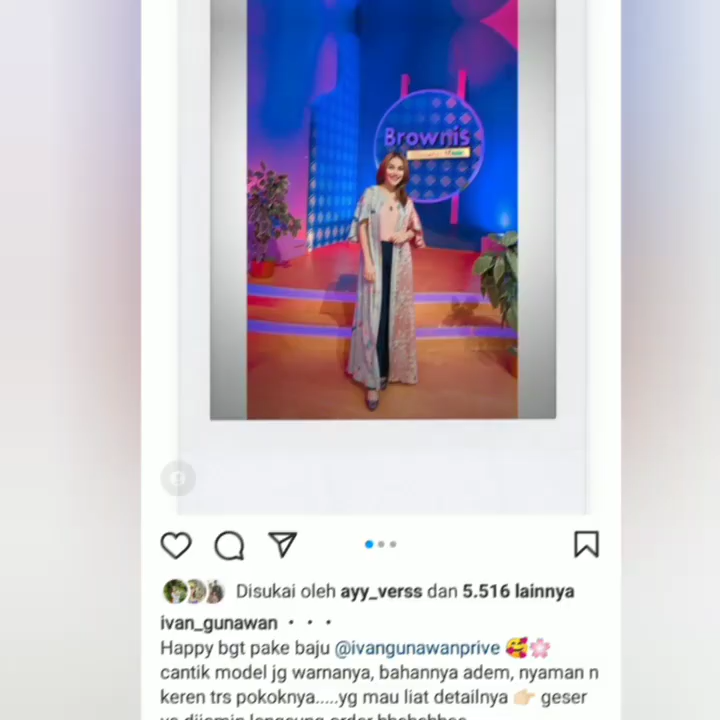 Brownis
Disukai oleh ayy_verss dan 5.516 lainnya
ivan_gunawan • • •
Happy bgt pake baju @ivangunawanprive 🥰🌸
cantik model jg warnanya, bahannya adem, nyaman n
keren trs pokoknya.....yg mau liat detailnya 👉🏻 geser